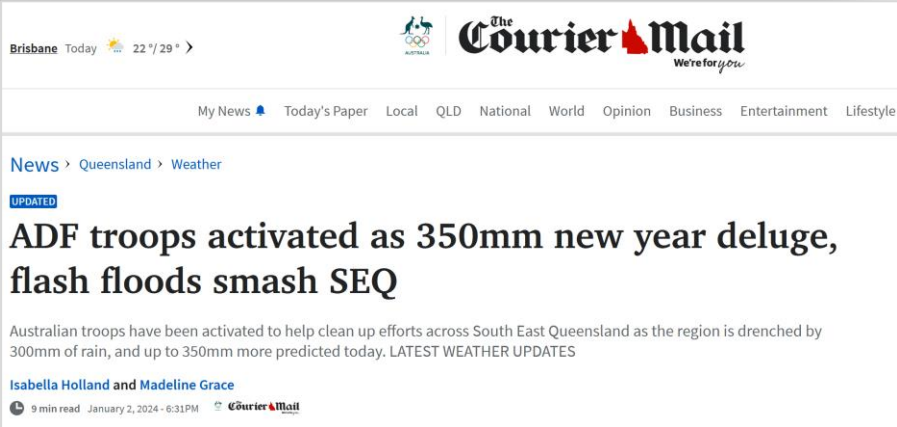 Brisbane Today 22 °/ 29 °
AUSTRALIA
The Courier Mail
We're for you
My News Today's Paper Local QLD National World Opinion Business Entertainment Lifestyle
News › Queensland › Weather
UPDATED
ADF troops activated as 350mm new year deluge,
flash floods smash SEQ
Australian troops have been activated to help clean up efforts across South East Queensland as the region is drenched by
300mm of rain, and up to 350mm more predicted today. LATEST WEATHER UPDATES
Isabella Holland and Madeline Grace
9 min read January 2, 2024 - 6:31PM The Courier Mail